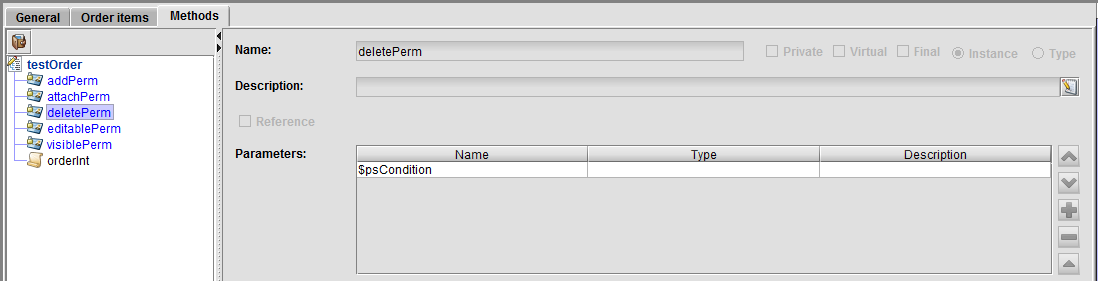 General Order items Methods
testOrder
addPerm
attachPerm
deletePerm
editablePerm
visiblePerm
orderInt
Name: deletePerm Private Virtual Final Instance Type
Description:
Reference
Parameters: Name Type Description
$psCondition